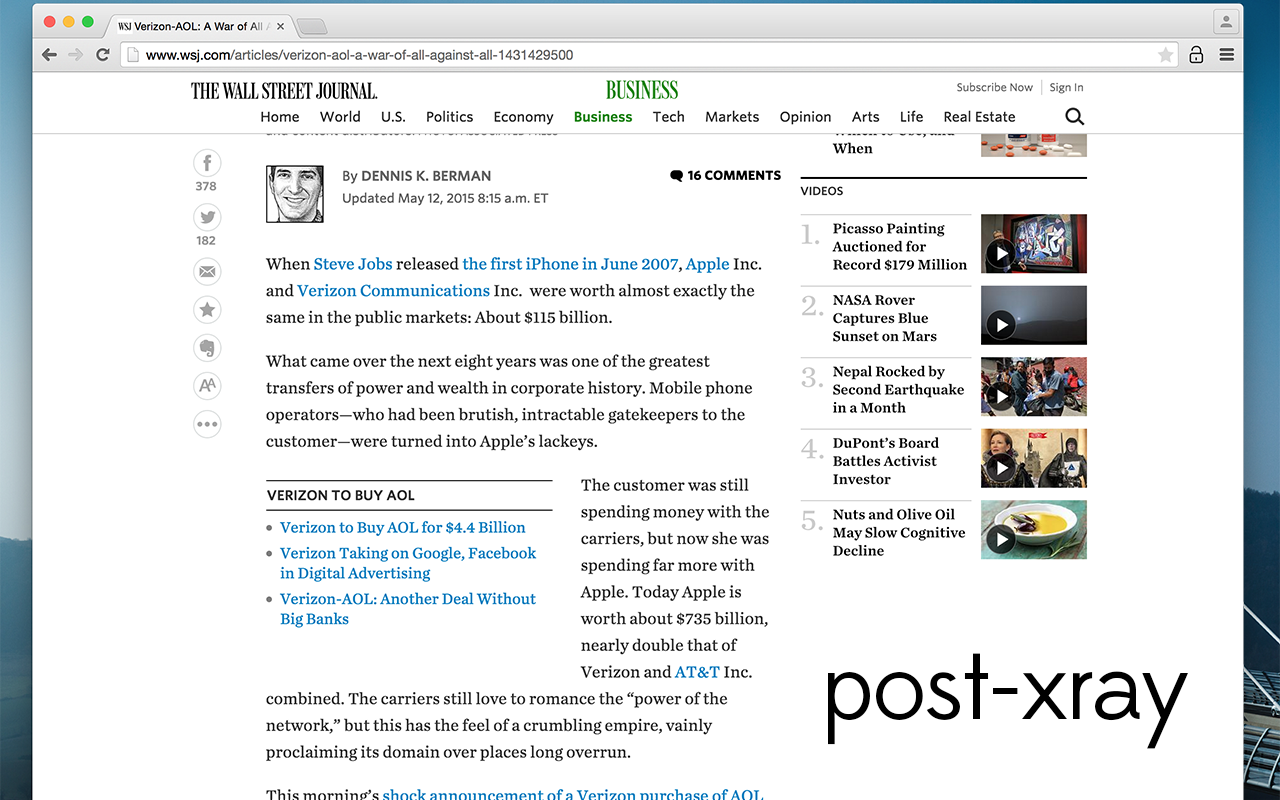 WSJ Verizon-AOL: A War of All A
www.wsj.com/articles/verizon-aol-a-war-of-all-against-all-1431429500
THE WALL STREET JOURNAL.
BUSINESS
Subscribe Now Sign In
Home World U.S. Politics Economy Business Tech Markets Opinion Arts Life Real Estate
and content distributors. PHOTO: ASSOCIATED PRESS
378
182
By DENNIS K. BERMAN
Updated May 12, 2015 8:15 a.m. ET
16 COMMENTS
When Steve Jobs released the first iPhone in June 2007, Apple Inc.
and Verizon Communications Inc. were worth almost exactly the
same in the public markets: About $115 billion.
What came over the next eight years was one of the greatest
transfers of power and wealth in corporate history. Mobile phone
operators—who had been brutish, intractable gatekeepers to the
customer—were turned into Apple’s lackeys.
VERIZON TO BUY AOL
• Verizon to Buy AOL for $4.4 Billion
• Verizon Taking on Google, Facebook
in Digital Advertising
• Verizon-AOL: Another Deal Without
Big Banks
The customer was still
spending money with the
carriers, but now she was
spending far more with
Apple. Today Apple is
worth about $735 billion,
nearly double that of
Verizon and AT&T Inc.
combined. The carriers still love to romance the “power of the
network,” but this has the feel of a crumbling empire, vainly
proclaiming its domain over places long overrun.
This morning’s shock announcement of a Verizon purchase of AOL
Which to Use, and
When
VIDEOS
1. Picasso Painting
Auctioned for
Record $179 Million
2. NASA Rover
Captures Blue
Sunset on Mars
3. Nepal Rocked by
Second Earthquake
in a Month
4. DuPont’s Board
Battles Activist
Investor
5. Nuts and Olive Oil
May Slow Cognitive
Decline
AA
post-xray